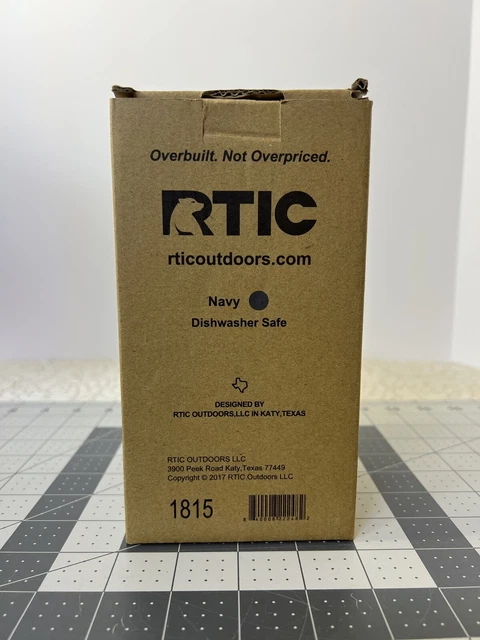 Overbuilt. Not Overpriced.
RTIC
rticoutdoors.com
Navy
Dishwasher Safe
DESIGNED BY
RTIC OUTDOORS,LLC IN KATY,TEXAS
RTIC OUTDOORS LLC
3900 Peek Road Katy,Texas 77449
Copyright © 2017 RTIC Outdoors LLC
1815